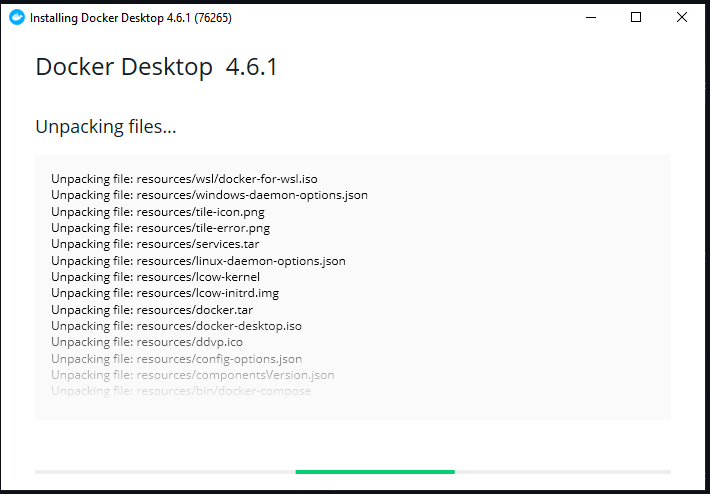 Installing Docker Desktop 4.6.1 (76265)
Docker Desktop 4.6.1
Unpacking files...
Unpacking file: resources/wsl/docker-for-wsl.iso
Unpacking file: resources/windows-daemon-options.json
Unpacking file: resources/tile-icon.png
Unpacking file: resources/tile-error.png
Unpacking file: resources/services.tar
Unpacking file: resources/linux-daemon-options.json
Unpacking file: resources/lcow-kernel
Unpacking file: resources/lcow-initrd.img
Unpacking file: resources/docker.tar
Unpacking file: resources/docker-desktop.iso
Unpacking file: resources/ddvp.ico
Unpacking file: resources/config-options.json
Unpacking file: resources/componentsVersion.json
Unpacking file: resources/bin/docker-compose